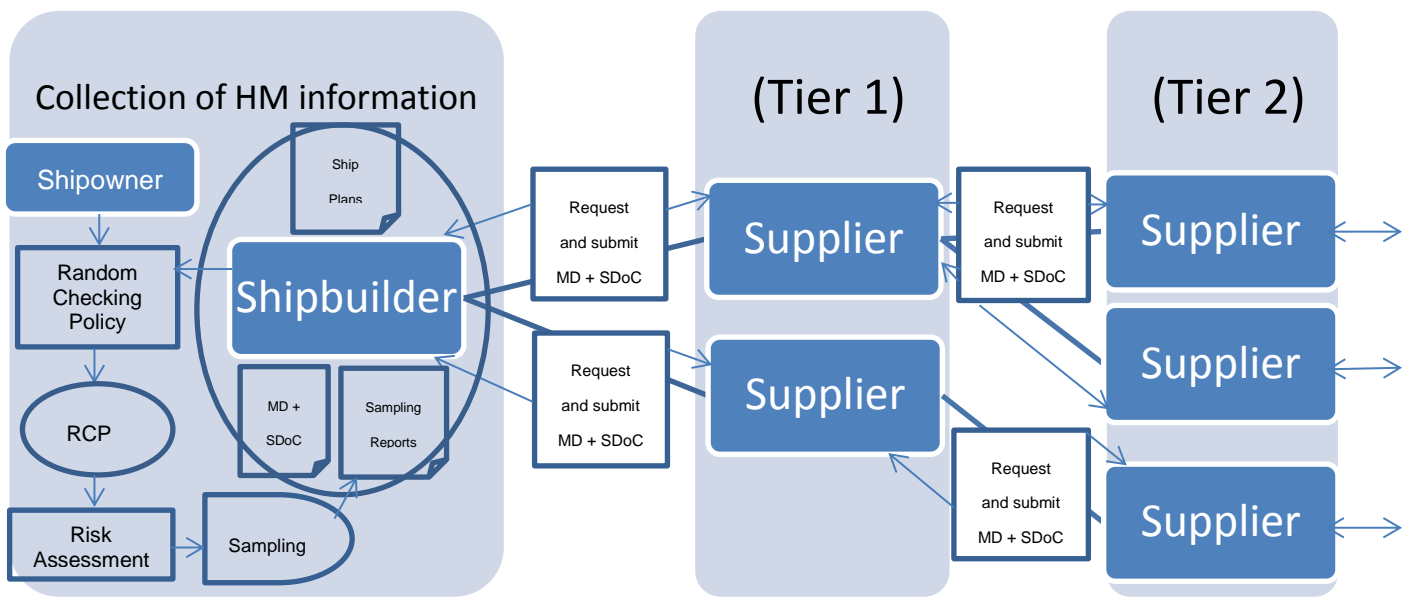 Collection of HM information
(Tier 1)
(Tier 2)
Shipowner
Ship
Plans
Random
Checking
Policy
Shipbuilder
RCP
MD +
SDoC
Sampling
Reports
Risk
Assessment
Sampling
Request
and submit
MD + SDoC
Request
and submit
MD + SDoC
Supplier
Supplier
Request
and submit
MD + SDoC
Request
and submit
MD + SDoC
Supplier
Supplier
Supplier